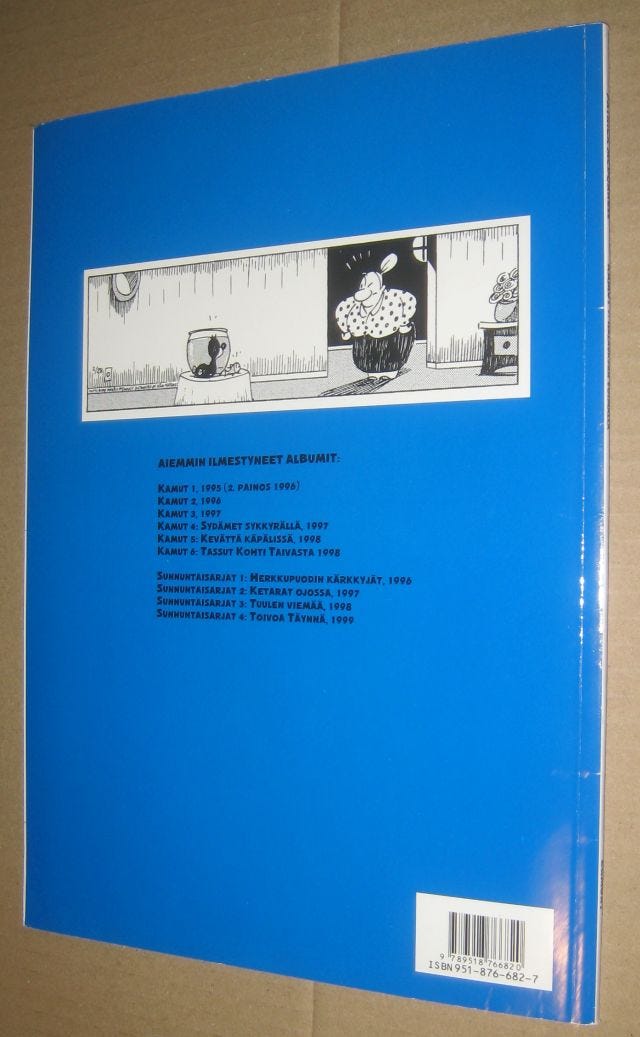 AIEMMIN ILMESTYNEET ALBUMIT:
KAMUT 1, 1995 (2. PAINOS 1996)
KAMUT 2, 1996
KAMUT 3, 1997
KAMUT 4: SYDÄMET SYKKYRÄLLÄ, 1997
KAMUT 5: KEVÄTTÄ KÄPÄLISSÄ, 1998
KAMUT 6: TASSUT KOHTI TAIVASTA 1998
SUNNUNTAISARJAT 1: HERKKUPUODIN KÄRKKYJÄT, 1996
SUNNUNTAISARJAT 2: KETARAT OJOSSA, 1997
SUNNUNTAISARJAT 3: TUULEN VIEMÄÄ, 1998
SUNNUNTAISARJAT 4: TOIVOA TÄYNNÄ, 1999
9 789518 766820
ISBN 951-876-682-7